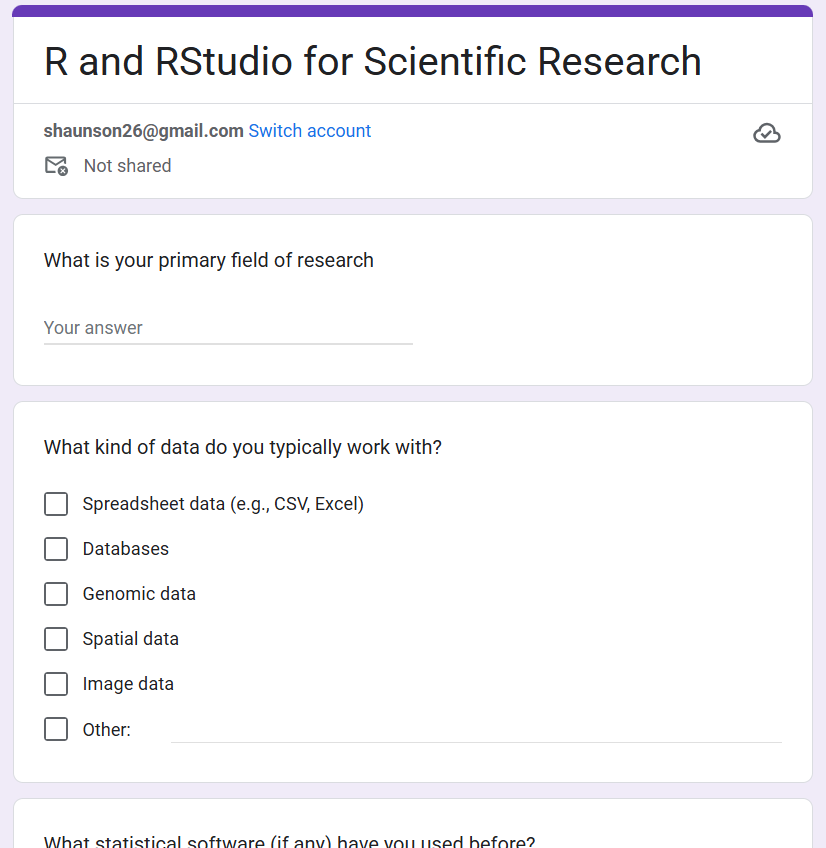 R and RStudio for Scientific Research
shaunson26@gmail.com Switch account
Not shared
What is your primary field of research
Your answer
What kind of data do you typically work with?
Spreadsheet data (e.g., CSV, Excel)
Databases
Genomic data
Spatial data
Image data
Other:
What statistical software (if any) have you used before?